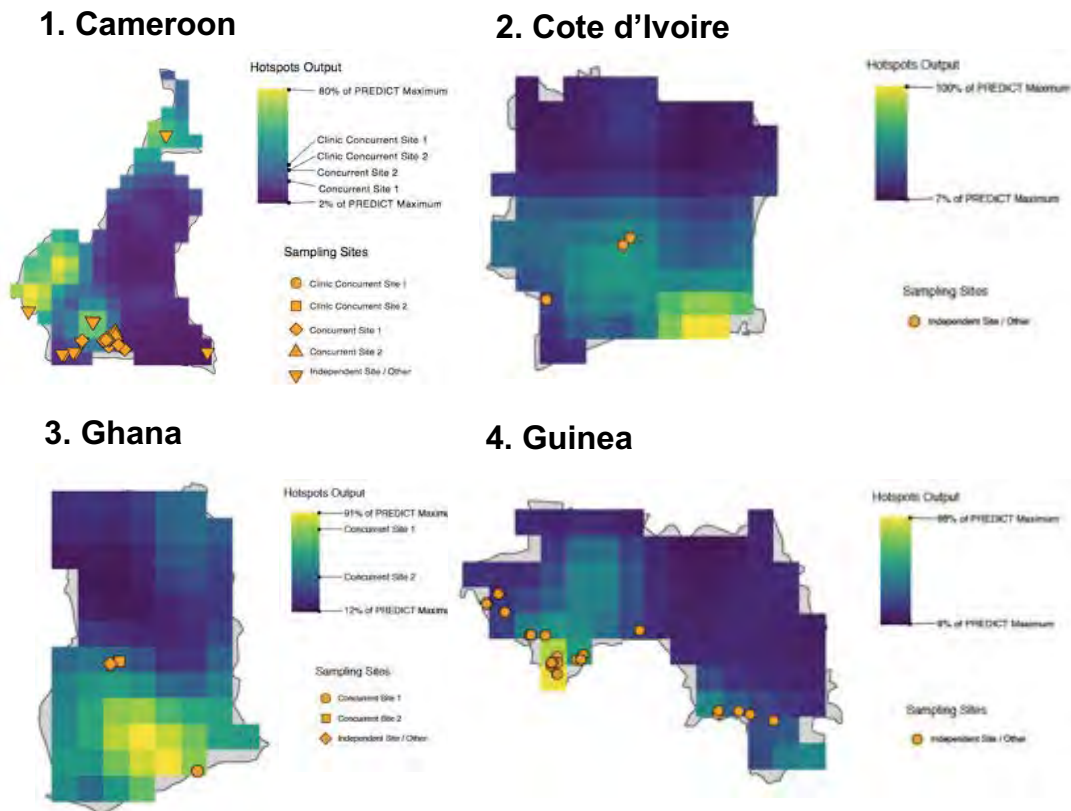 1. Cameroon
Hotspots Output
80% of PREDICT Maximum
Clinic Concurrent Site 1
Clinic Concurrent Site 2
Concurrent Site 2
Concurrent Site 1
2% of PREDICT Maximum
Sampling Sites
Clinic Concurrent Site 1
Clinic Concurrent Site 2
Concurrent Site 1
Concurrent Site 2
Independent Site / Other
2. Cote d'Ivoire
Hotspots Output
100% of PREDICT Maximum
7% of PREDICT Maximum
Sampling Sites
Independent Site / Other
3. Ghana
Hotspots Output
91% of PREDICT Maximu
Concurrent Site 1
Concurrent Site 2
12% of PREDICT Maximu
Sampling Sites
Concurrent Site 1
Concurrent Site 2
Independent Site / Other
4. Guinea
Hotspots Output
of PREDICT Maximum
of PREDICT Maximum
Sampling Sites
Independent Site / Other